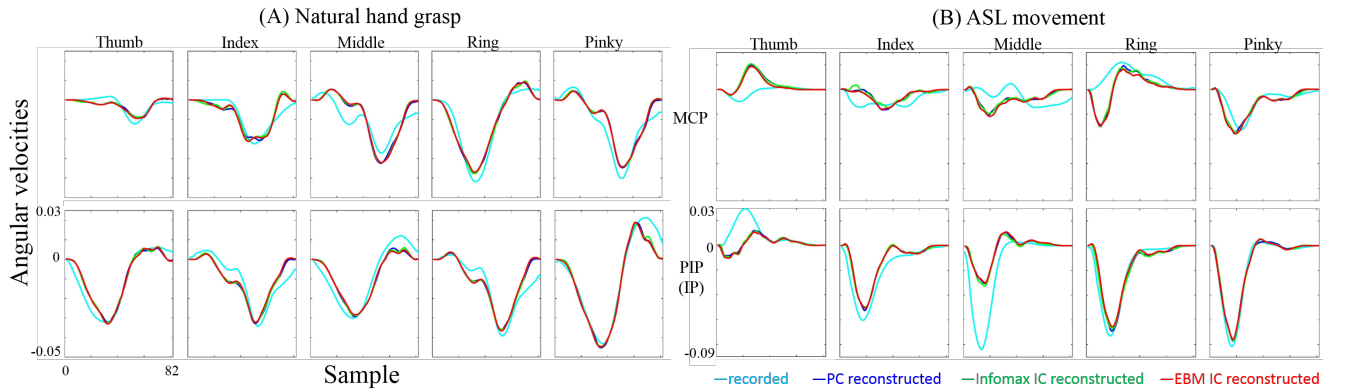 (A) Natural hand grasp
(B) ASL movement
Thumb Index Middle Ring Pinky
Thumb Index Middle Ring Pinky
Angular velocities
MCP
0.03
0
-0.05
0.03
0
PIP
(IP)
-0.09
0 82
Sample
recorded PC reconstructed Infomax IC reconstructed EBM IC reconstructed